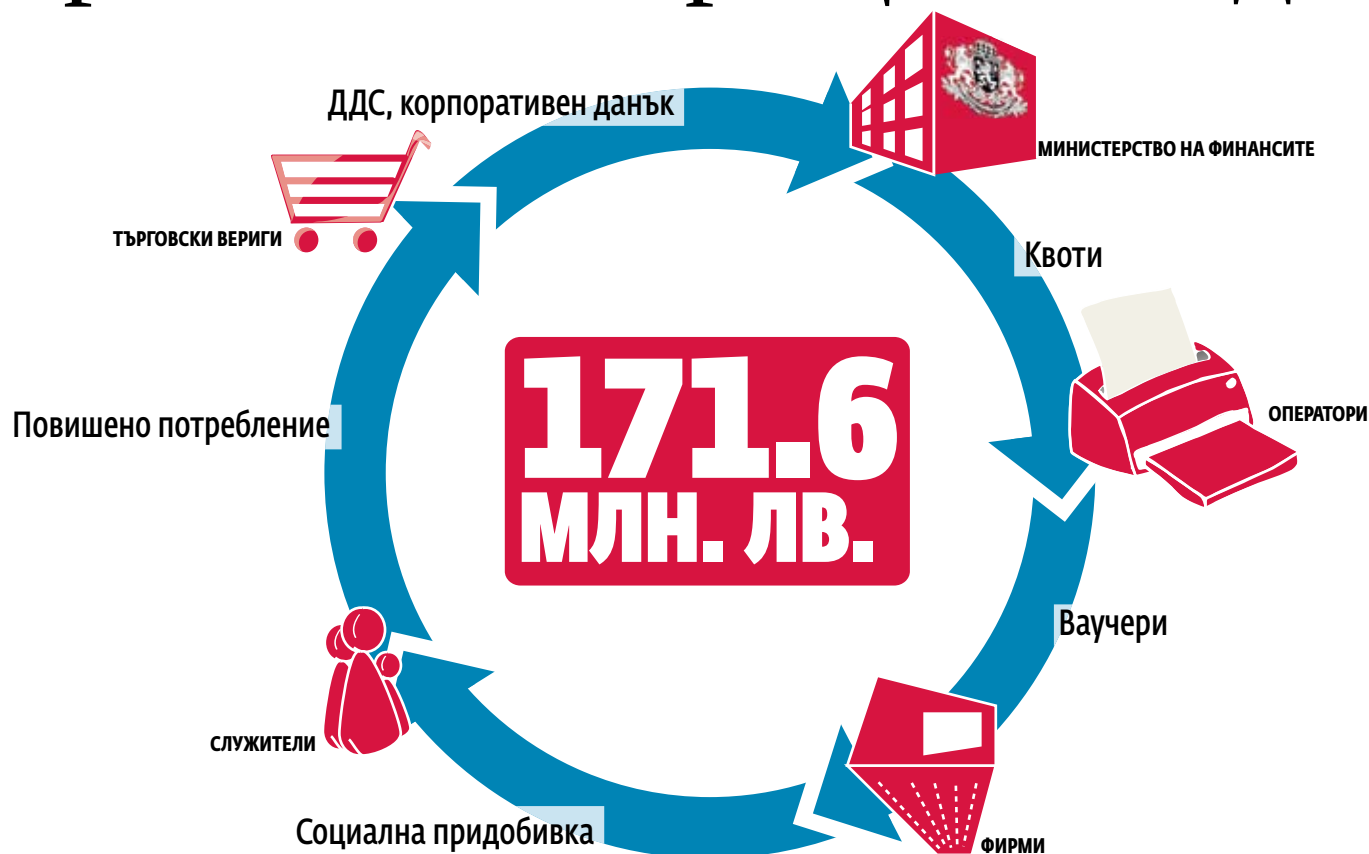 ДДС, корпоративен данък
МИНИСТЕРСТВО НА ФИНАНСИТЕ
ТЪРГОВСКИ ВЕРИГИ
Квоти
171.6
МЛН. ЛВ.
ОПЕРАТОРИ
Повишено потребление
Ваучери
СЛУЖИТЕЛИ
Социална придобивка
ФИРМИ